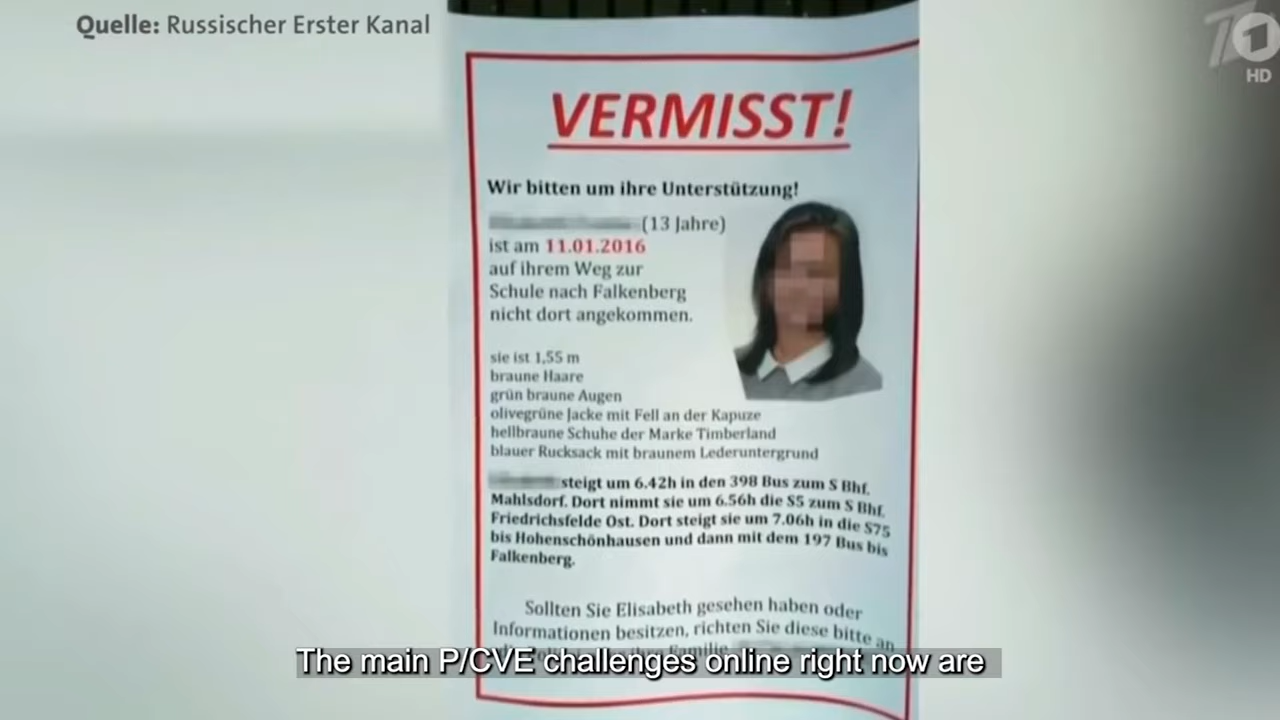 Quelle: Russischer Erster Kanal
HD
VERMISST!
Wir bitten um ihre Unterstützung!
(13 Jahre)
ist am 11.01.2016
auf ihrem Weg zur
Schule nach Falkenberg
nicht dort angekommen.
sie ist 1,55 m
braune Haare
grün braune Augen
olivegrüne Jacke mit Fell an der Kapuze
hellbraune Schuhe der Marke Timberland
blauer Rucksack mit braunem Lederuntergrund
steigt um 6.42h in den 398 Bus zum S Bhf.
Mahlsdorf. Dort nimmt sie um 6.56h die S5 zum S Bhf.
Friedrichsfelde Ost. Dort steigt sie um 7.06h in die S75
bis Hohenschönhausen und dann mit dem 197 Bus bis
Falkenberg.
Sollten Sie Elisabeth gesehen haben oder
Informationen besitzen, richten Sie diese bitte an
The main P/CVE challenges online right now are